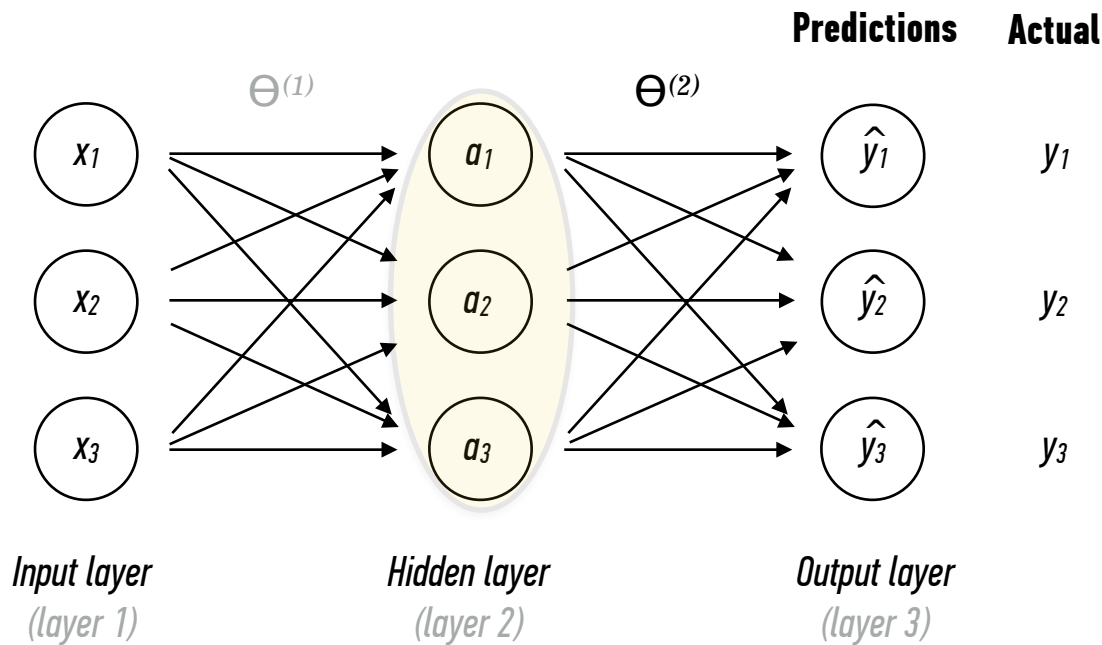 Predictions Actual
Θ(1) Θ(2)
x1 a1 ŷ1 y1
x2 a2 ŷ2 y2
x3 a3 ŷ3 y3
Input layer Hidden layer Output layer
(layer 1) (layer 2) (layer 3)